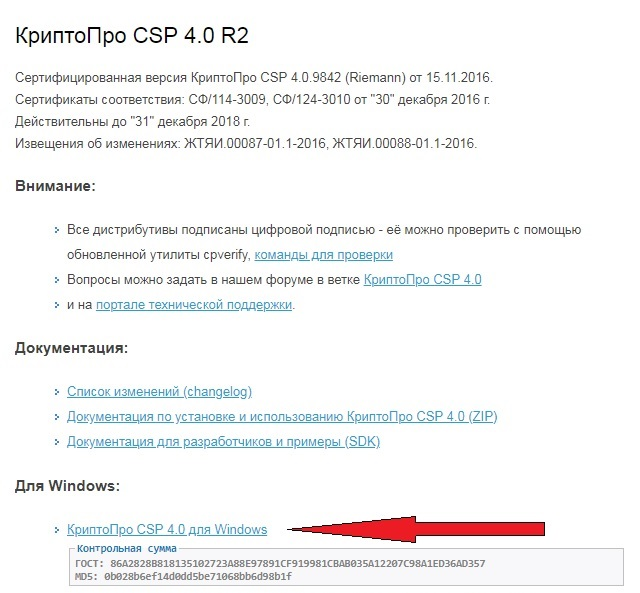 КриптоПро CSP 4.0 R2
Сертифицированная версия КриптоПро CSP 4.0.9842 (Riemann) от 15.11.2016.
Сертификаты соответствия: СФ/114-3009, СФ/124-3010 от "30" декабря 2016 г.
Действительны до "31" декабря 2018 г.
Извещения об изменениях: ЖТЯИ.00087-01.1-2016, ЖТЯИ.00088-01.1-2016.
Внимание:
Все дистрибутивы подписаны цифровой подписью - её можно проверить с помощью
обновленной утилиты cpverify, команды для проверки
Вопросы можно задать в нашем форуме в ветке КриптоПро CSP 4.0
и на портале технической поддержки.
Документация:
Список изменений (changelog)
Документация по установке и использованию КриптоПро CSP 4.0 (ZIP)
Документация для разработчиков и примеры (SDK)
Для Windows:
КриптоПро CSP 4.0 для Windows
Контрольная сумма
ГОСТ: 86A2828B818135102723A88E97891CF919981CBAB035A12207C98A1ED36AD357
MD5: 0b028b6ef14d0dd5be71068bb6d98b1f